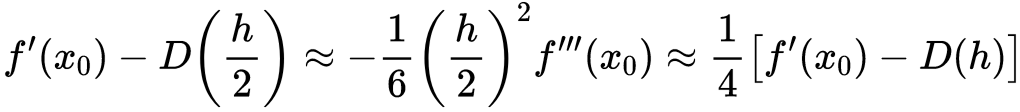 f′(x₀) − D(h/2) ≈ −1/6 (h/2)² f‴(x₀) ≈ 1/4 [f′(x₀) − D(h)]